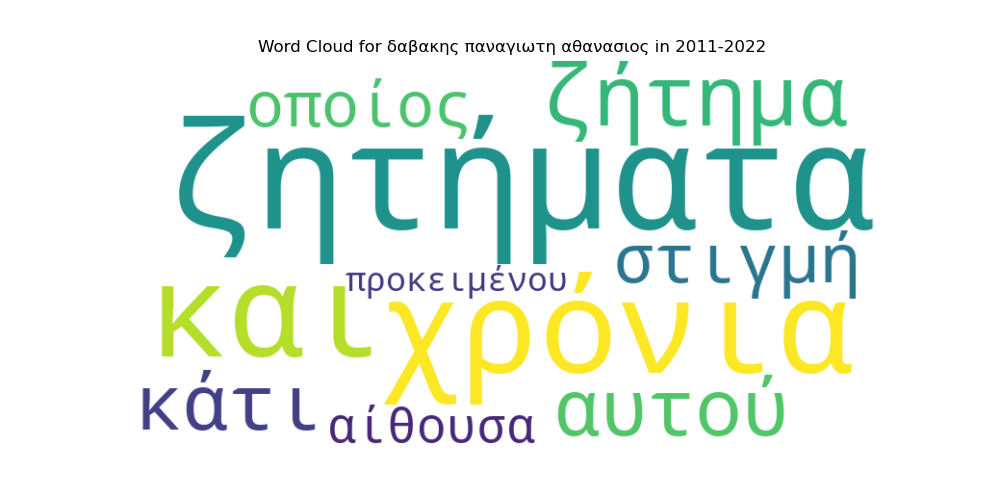 Word Cloud for δαβακης παναγιωτη αθανασιος in 2011-2022
οποίος
ζήτημα
ζητήματα
στιγμή
προκειμένου
και
χρόνια
κάτι
αίθουσα
αυτού